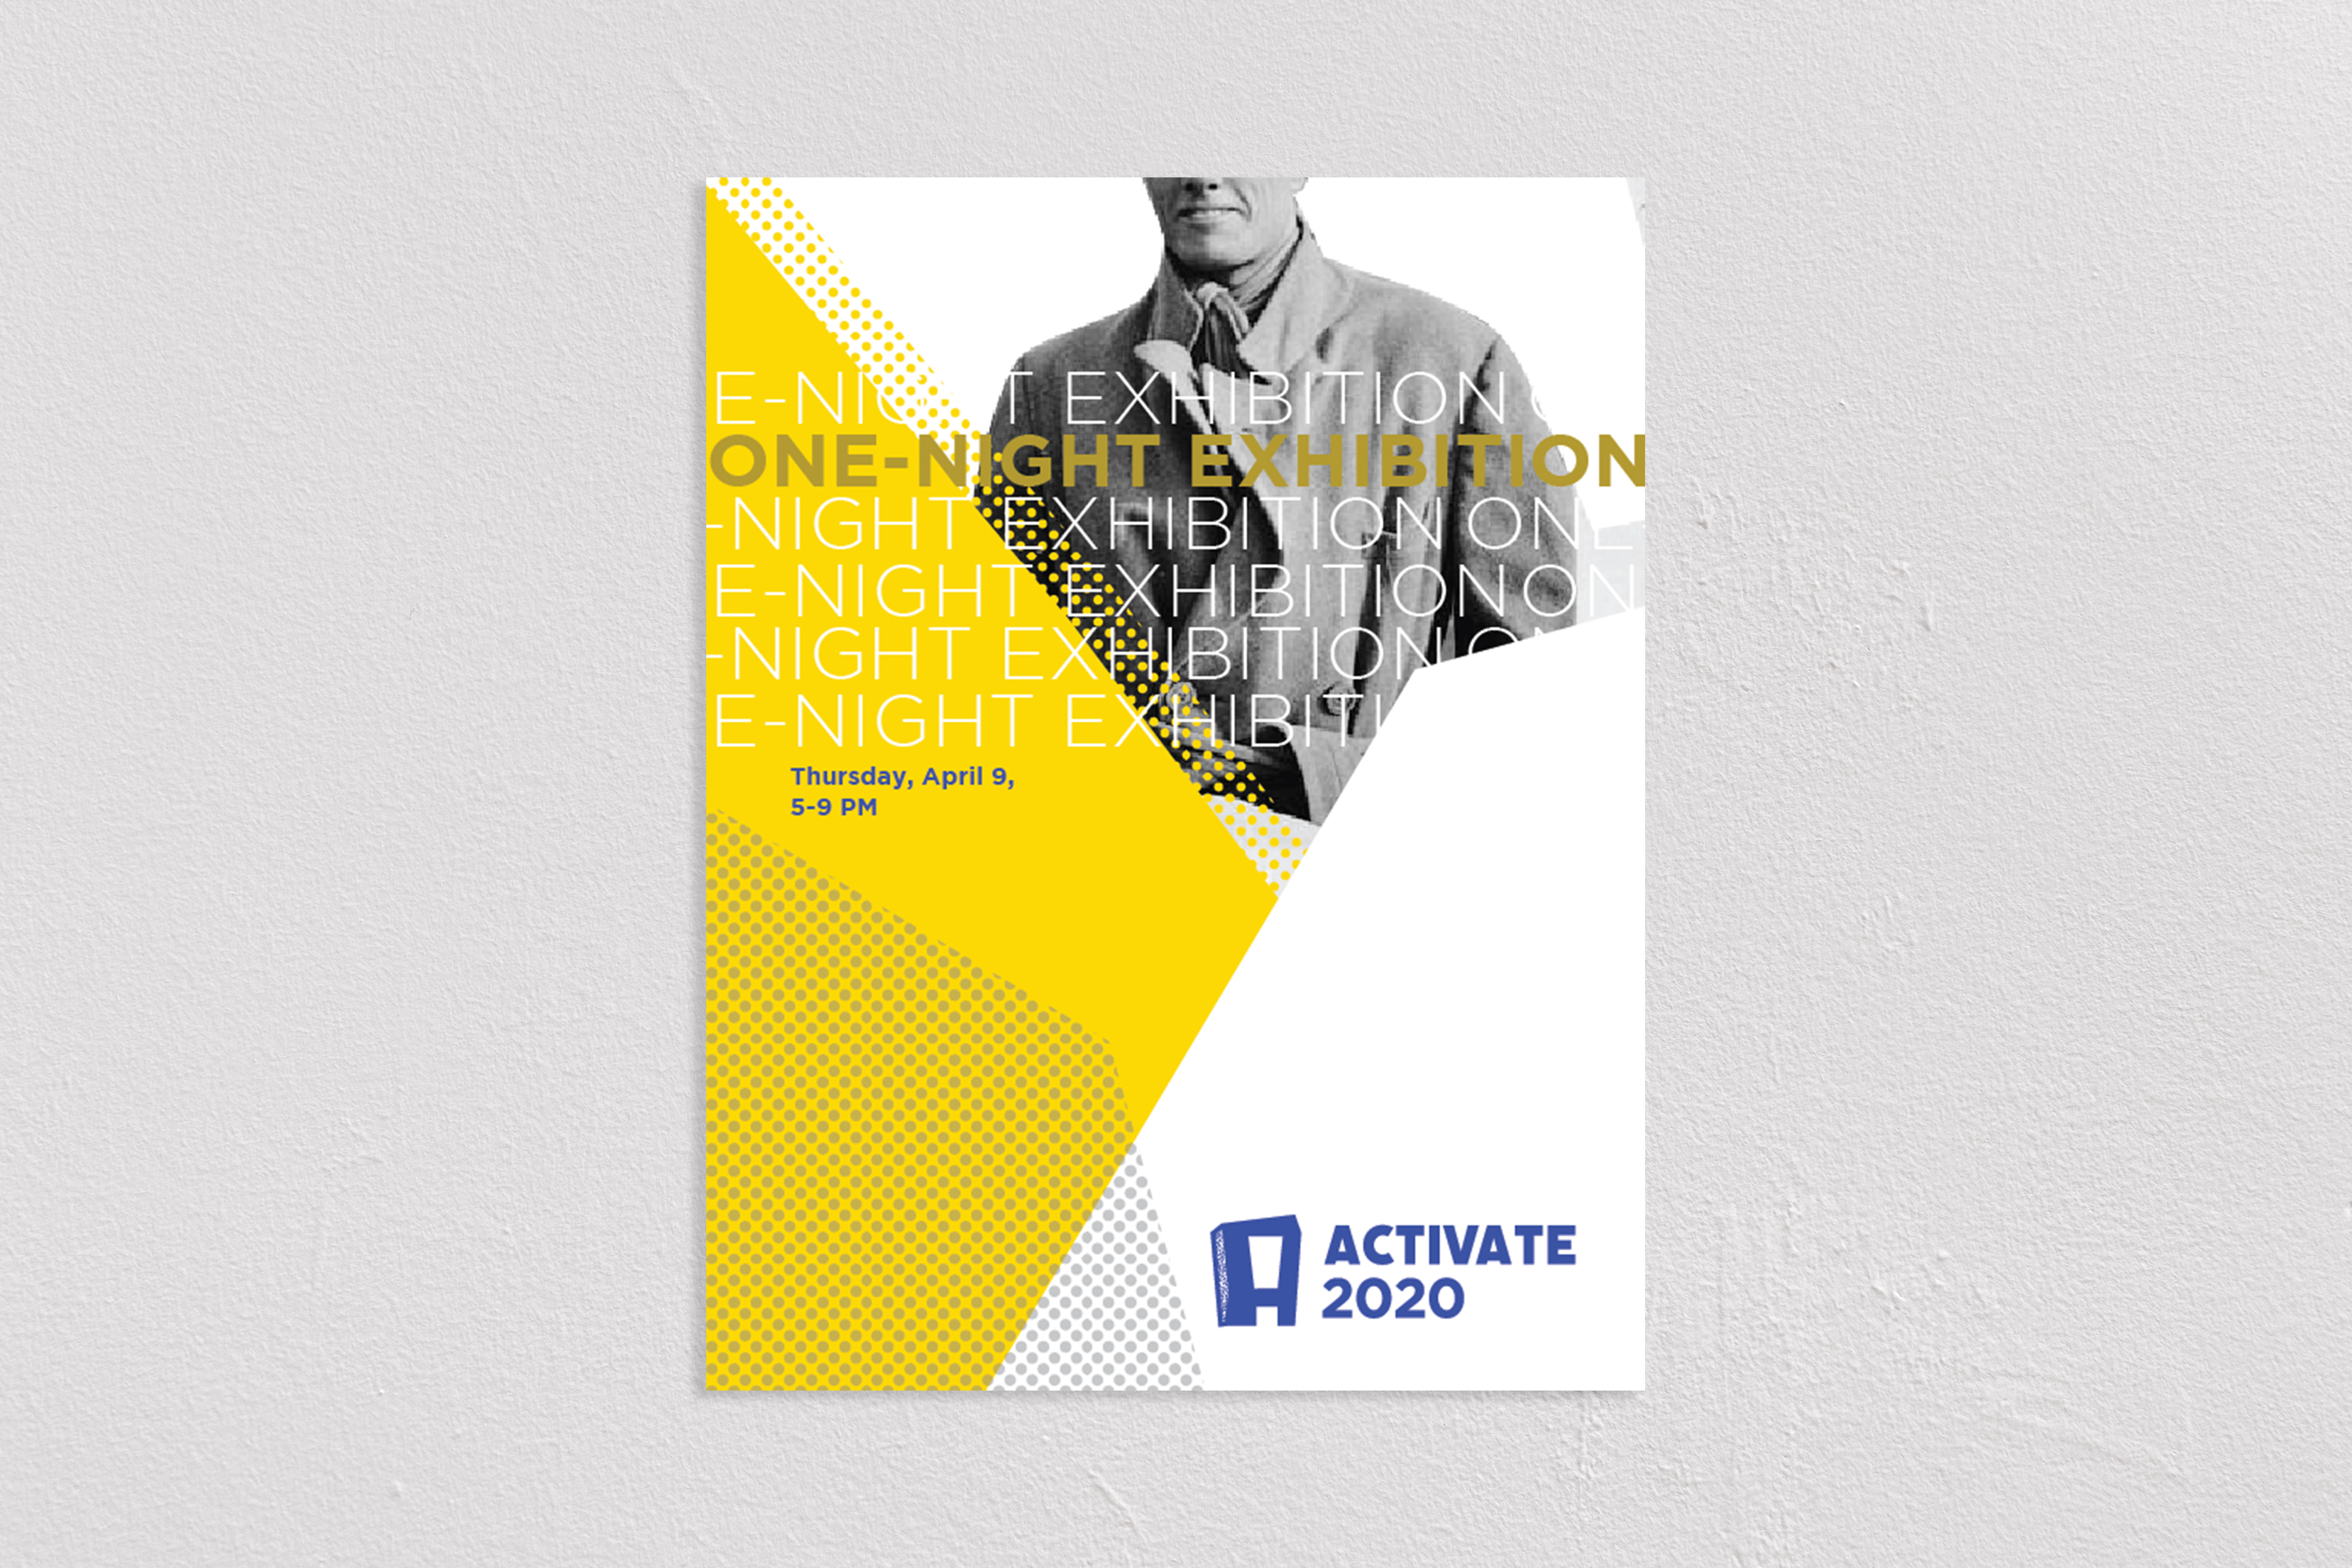 E-NIGHT EXHIBITION O
ONE-NIGHT EXHIBITION
-NIGHT EXHIBITION ONE
E-NIGHT EXHIBITION ON
-NIGHT EXHIBITION ON
E-NIGHT EXHIBITI
Thursday, April 9,
5-9 PM
ACTIVATE
2020